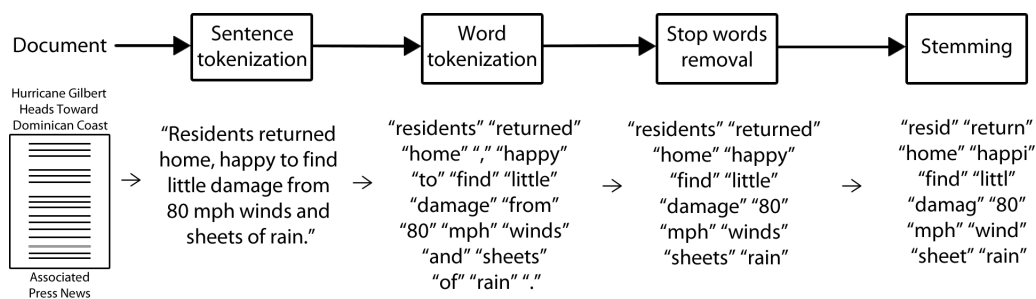 Document
Sentence
tokenization
Word
tokenization
Stop words
removal
Stemming
Hurricane Gilbert
Heads Toward
Dominican Coast
Associated
Press News
“Residents returned
home, happy to find
little damage from
80 mph winds and
sheets of rain.”
“residents” “returned”
“home” “,” “happy”
“to” “find” “little”
“damage” “from”
“80” “mph” “winds”
“and” “sheets”
“of” “rain” “.”
“residents” “returned”
“home” “happy”
“find” “little”
“damage” “80”
“mph” “winds”
“sheets” “rain”
“resid” “return”
“home” “happi”
“find” “littl”
“damag” “80”
“mph” “wind”
“sheet” “rain”